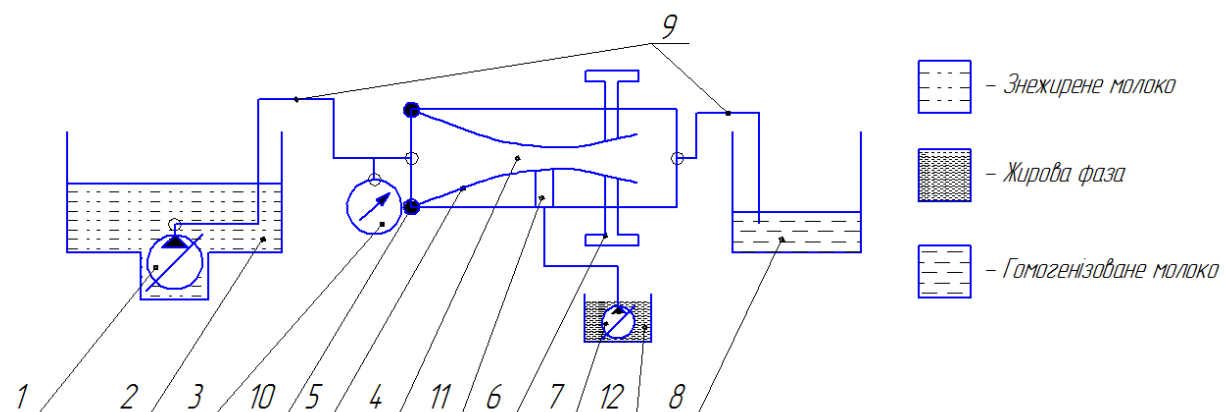 9
– Знежирене молоко
– Жирова фаза
– Гомогенізоване молоко
1 2 3 10 5 4 11 6 7 12 8